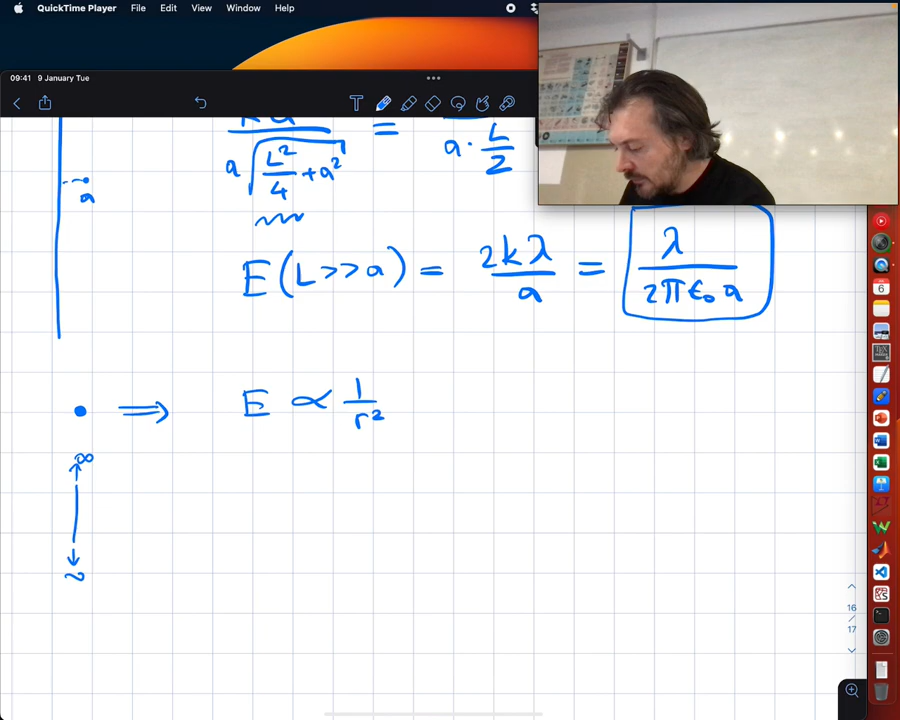 QuickTime Player File Edit View Window Help
09:41 9 January Tue
a √(L²/4 + a²) =
a · L/2
a
E(L>>a) = 2kλ/a = λ/2πϵ₀a
⇒ E ∝ 1/r²
∞
16
/
17
6